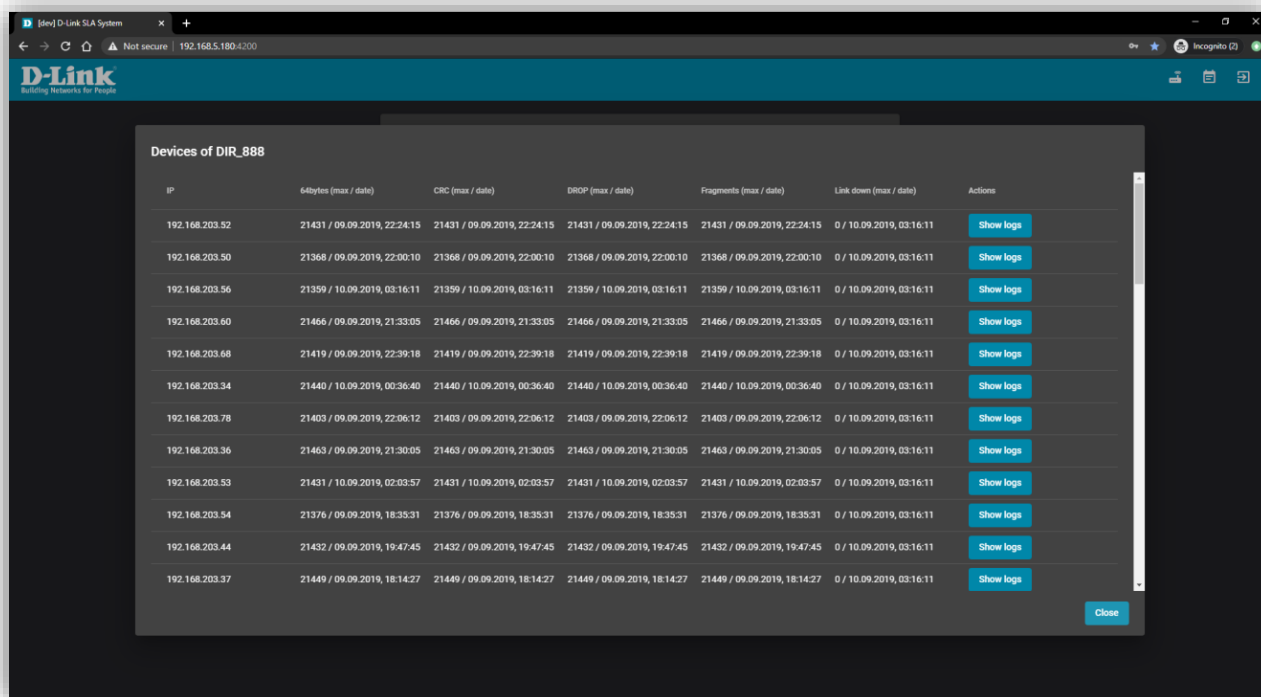 [dev] D-Link SLA System
Not secure | 192.168.5.180:4200
Incognito (2)
D-Link
Building Networks for People
Devices of DIR_888
IP 64bytes (max / date) CRC (max / date) DROP (max / date) Fragments (max / date) Link down (max / date) Actions
192.168.203.52 21431 / 09.09.2019, 22:24:15 21431 / 09.09.2019, 22:24:15 21431 / 09.09.2019, 22:24:15 21431 / 09.09.2019, 22:24:15 0 / 10.09.2019, 03:16:11 Show logs
192.168.203.50 21368 / 09.09.2019, 22:00:10 21368 / 09.09.2019, 22:00:10 21368 / 09.09.2019, 22:00:10 21368 / 09.09.2019, 22:00:10 0 / 10.09.2019, 03:16:11 Show logs
192.168.203.56 21359 / 10.09.2019, 03:16:11 21359 / 10.09.2019, 03:16:11 21359 / 10.09.2019, 03:16:11 21359 / 10.09.2019, 03:16:11 0 / 10.09.2019, 03:16:11 Show logs
192.168.203.60 21466 / 09.09.2019, 21:33:05 21466 / 09.09.2019, 21:33:05 21466 / 09.09.2019, 21:33:05 21466 / 09.09.2019, 21:33:05 0 / 10.09.2019, 03:16:11 Show logs
192.168.203.68 21419 / 09.09.2019, 22:39:18 21419 / 09.09.2019, 22:39:18 21419 / 09.09.2019, 22:39:18 21419 / 09.09.2019, 22:39:18 0 / 10.09.2019, 03:16:11 Show logs
192.168.203.34 21440 / 10.09.2019, 00:36:40 21440 / 10.09.2019, 00:36:40 21440 / 10.09.2019, 00:36:40 21440 / 10.09.2019, 00:36:40 0 / 10.09.2019, 03:16:11 Show logs
192.168.203.78 21403 / 09.09.2019, 22:06:12 21403 / 09.09.2019, 22:06:12 21403 / 09.09.2019, 22:06:12 21403 / 09.09.2019, 22:06:12 0 / 10.09.2019, 03:16:11 Show logs
192.168.203.36 21463 / 09.09.2019, 21:30:05 21463 / 09.09.2019, 21:30:05 21463 / 09.09.2019, 21:30:05 21463 / 09.09.2019, 21:30:05 0 / 10.09.2019, 03:16:11 Show logs
192.168.203.53 21431 / 10.09.2019, 02:03:57 21431 / 10.09.2019, 02:03:57 21431 / 10.09.2019, 02:03:57 21431 / 10.09.2019, 02:03:57 0 / 10.09.2019, 03:16:11 Show logs
192.168.203.54 21376 / 09.09.2019, 18:35:31 21376 / 09.09.2019, 18:35:31 21376 / 09.09.2019, 18:35:31 21376 / 09.09.2019, 18:35:31 0 / 10.09.2019, 03:16:11 Show logs
192.168.203.44 21432 / 09.09.2019, 19:47:45 21432 / 09.09.2019, 19:47:45 21432 / 09.09.2019, 19:47:45 21432 / 09.09.2019, 19:47:45 0 / 10.09.2019, 03:16:11 Show logs
192.168.203.37 21449 / 09.09.2019, 18:14:27 21449 / 09.09.2019, 18:14:27 21449 / 09.09.2019, 18:14:27 21449 / 09.09.2019, 18:14:27 0 / 10.09.2019, 03:16:11 Show logs
Close